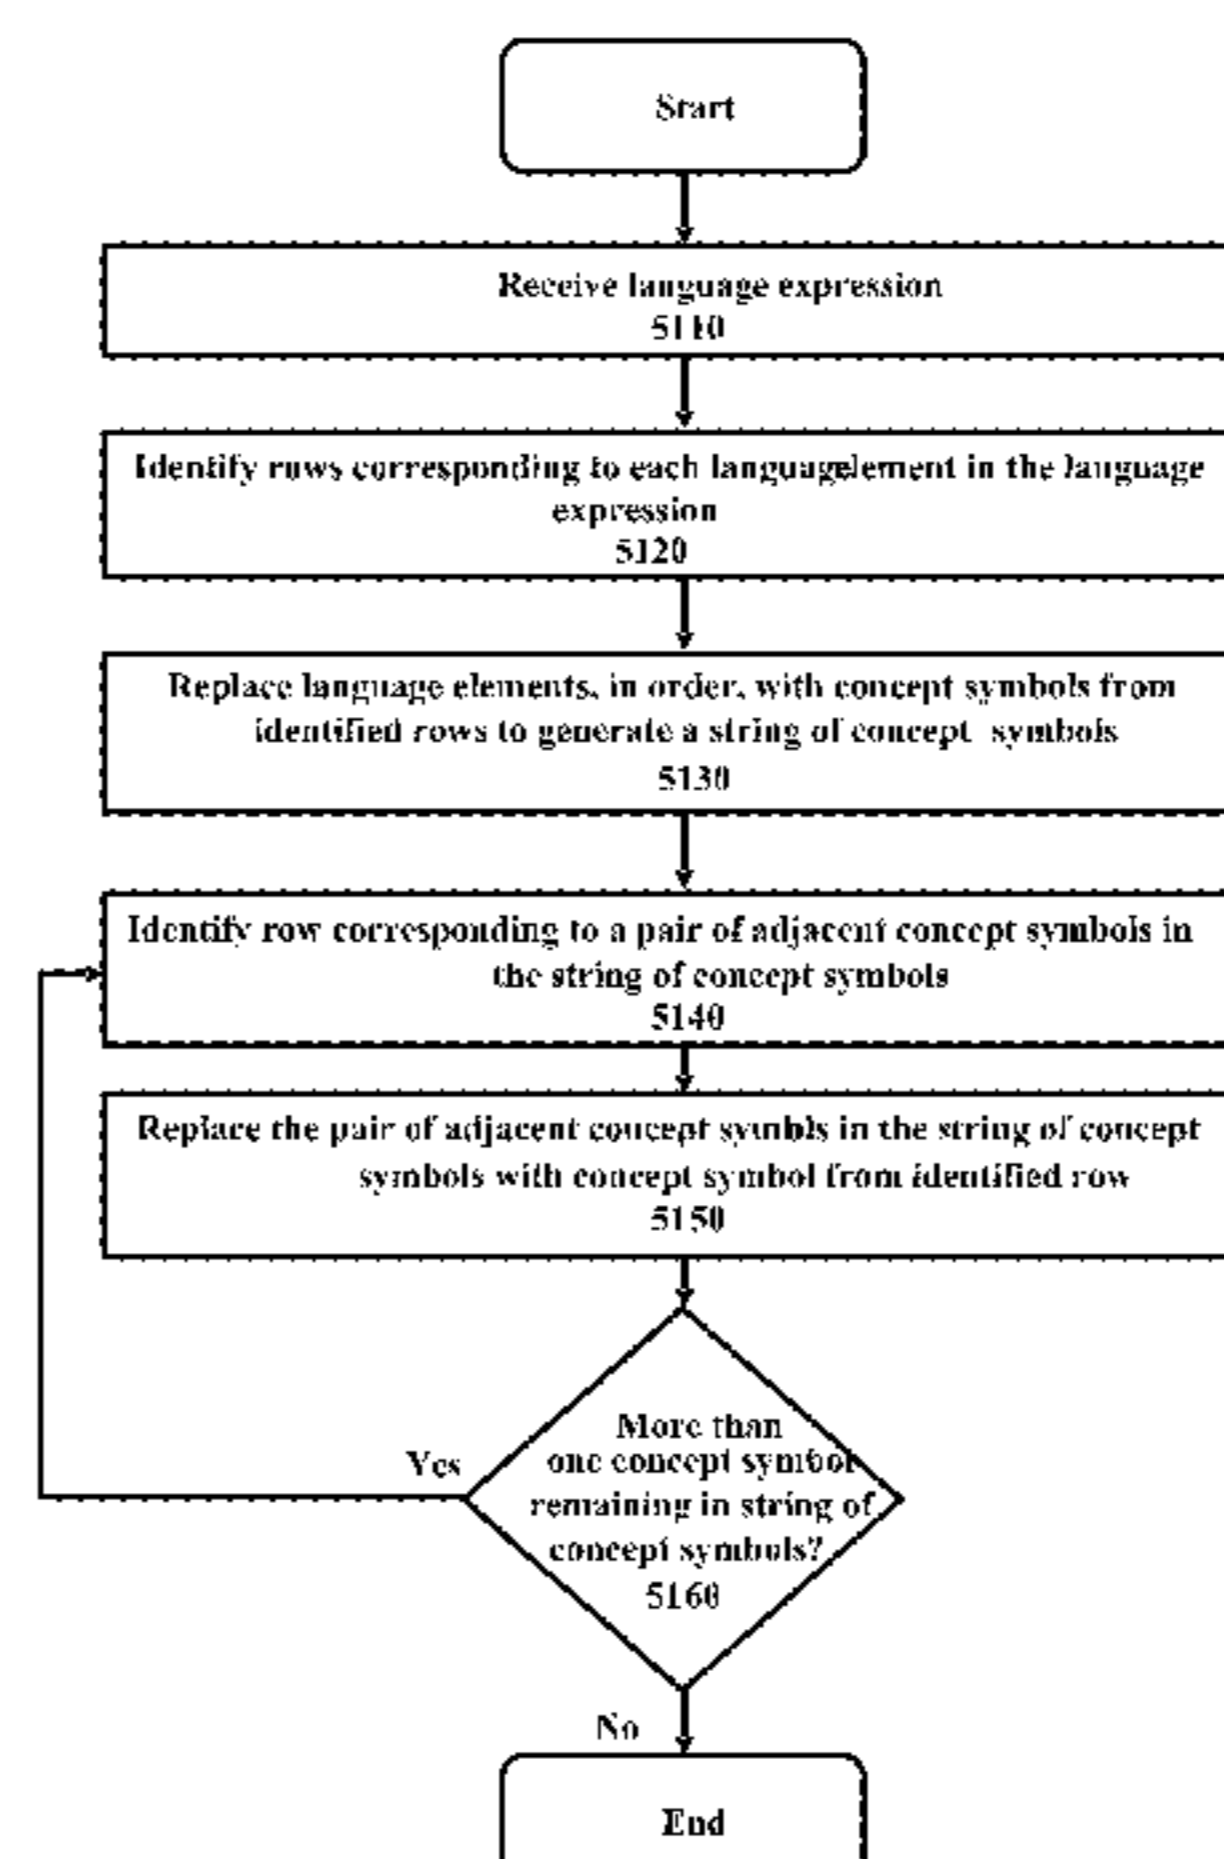 Start
Receive language expression
5110
Identify rows corresponding to each languagelement in the language
expression
5120
Replace language elements, in order, with concept symbols from
identified rows to generate a string of concept symbols
5130
Identify row corresponding to a pair of adjacent concept symbols in
the string of concept symbols
5140
Replace the pair of adjacent concept symbls in the string of concept
symbols with concept symbol from identified row
5150
More than
one concept symbol
remaining in string of
concept symbols?
5160
Yes
No
End